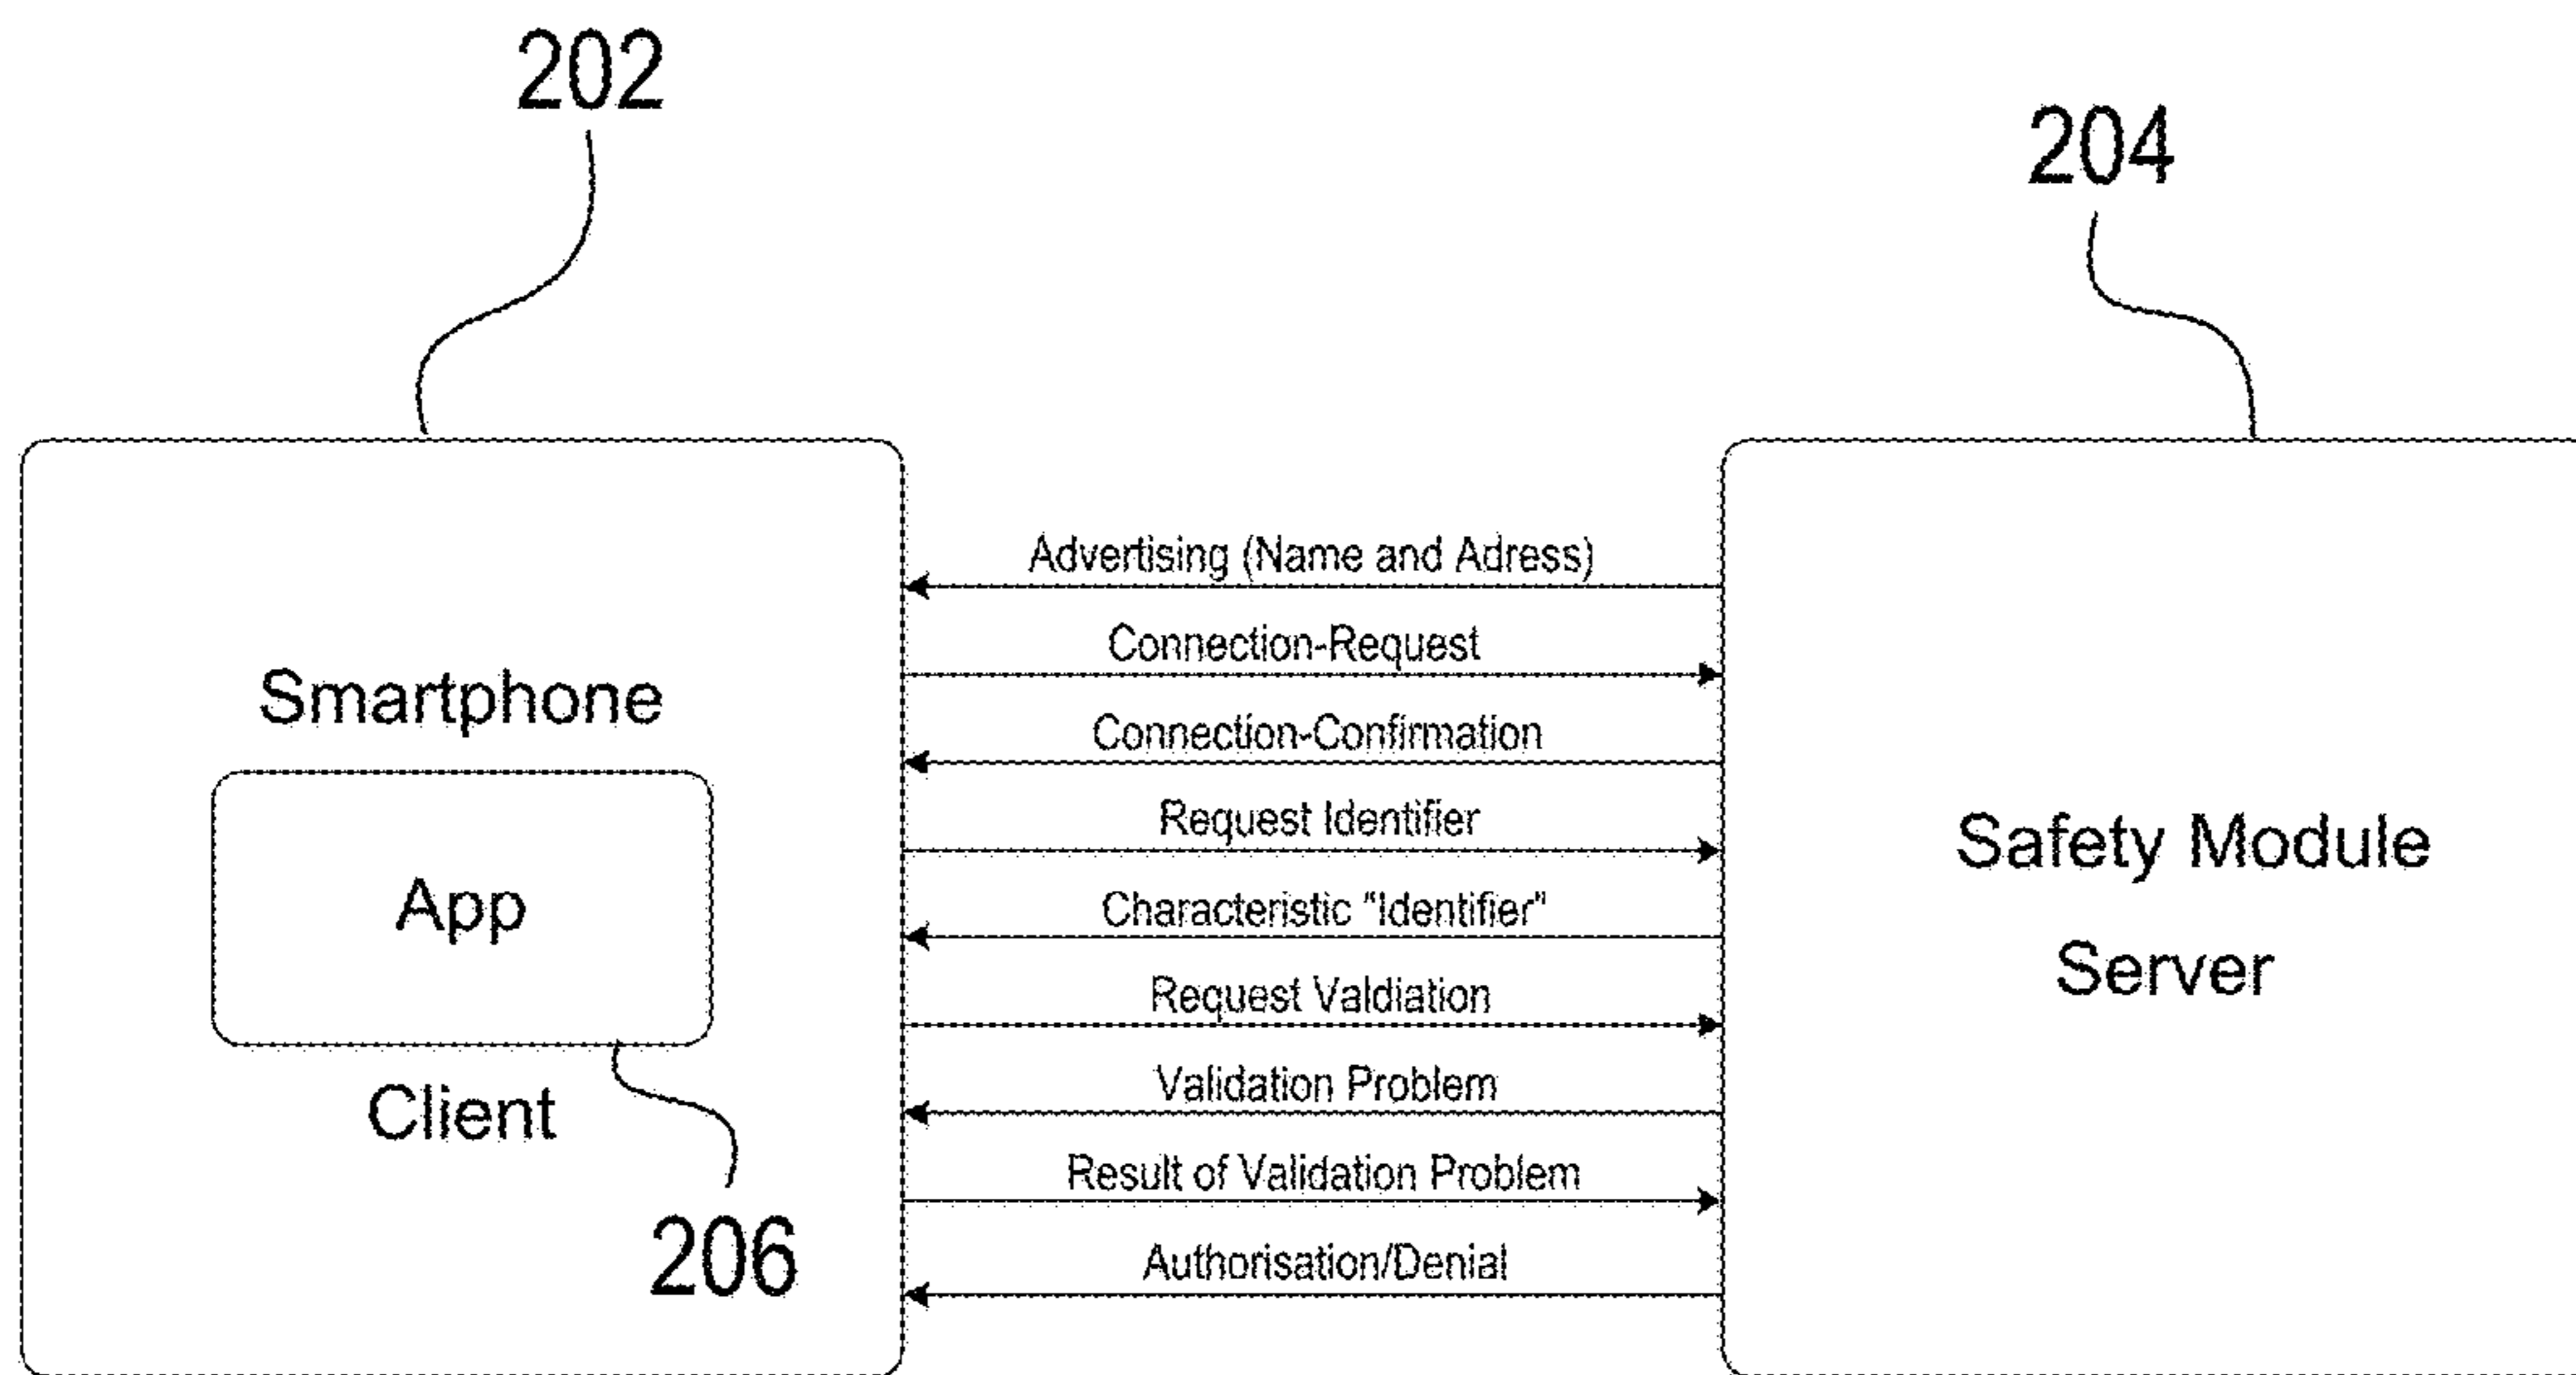 202
204
Advertising (Name and Adress)
Connection-Request
Smartphone
Connection-Confirmation
Request Identifier
Safety Module
App
Characteristic "Identifier"
Server
Request Valdiation
Client
Validation Problem
Result of Validation Problem
206
Authorisation/Denial